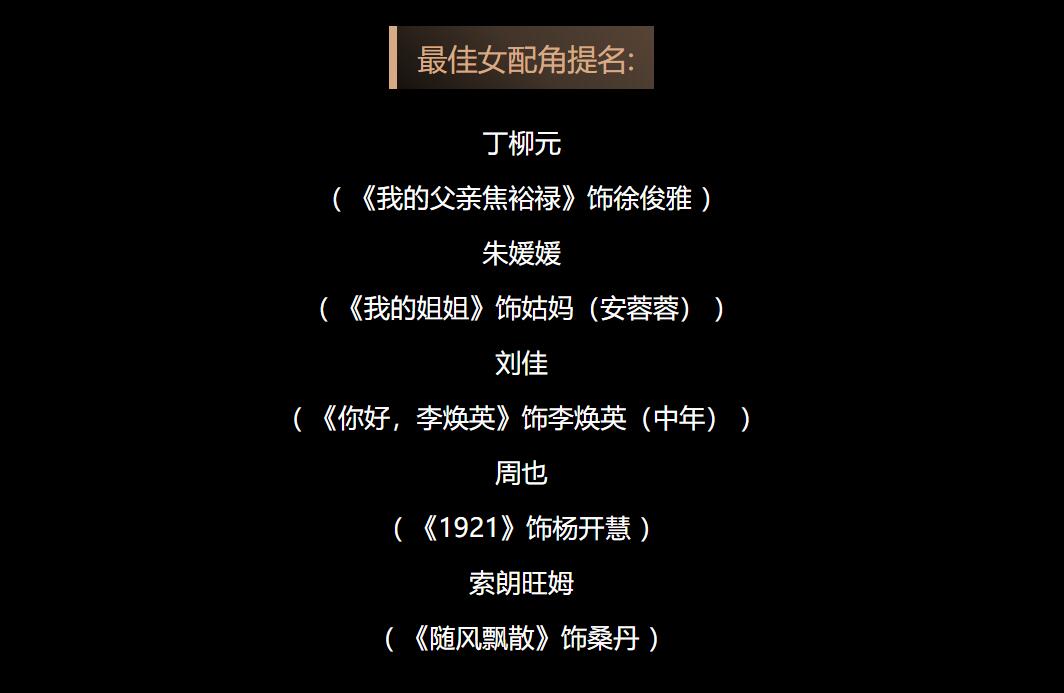 最佳女配角提名:
丁柳元
（《我的父亲焦裕禄》饰徐俊雅）
朱媛媛
（《我的姐姐》饰姑妈（安蓉蓉））
刘佳
（《你好，李焕英》饰李焕英（中年））
周也
（《1921》饰杨开慧）
索朗旺姆
（《随风飘散》饰桑丹）